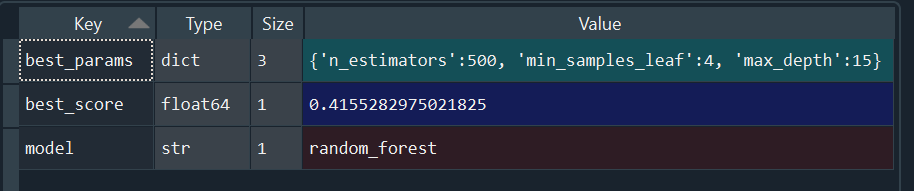 Key Type Size Value
best_params dict 3 {'n_estimators':500, 'min_samples_leaf':4, 'max_depth':15}
best_score float64 1 0.4155282975021825
model str 1 random_forest